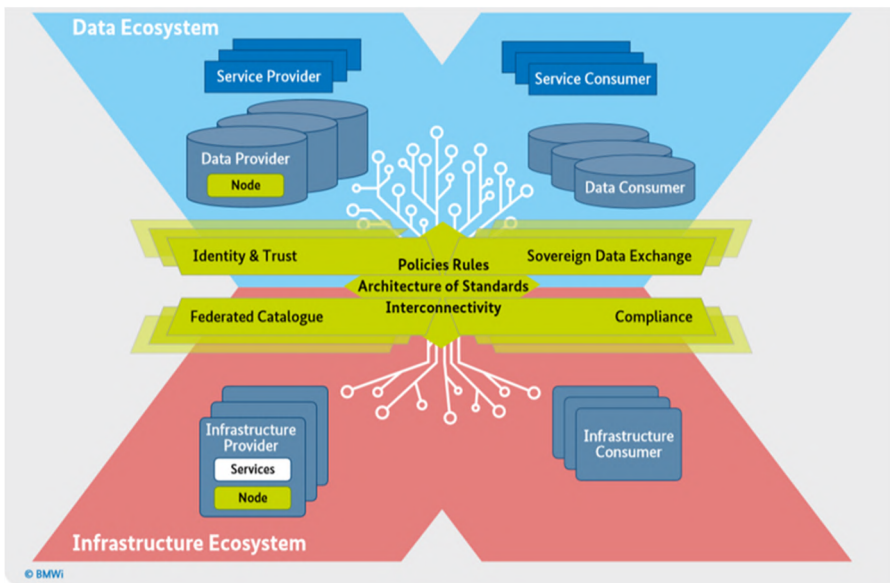 Data Ecosystem
Service Provider
Service Consumer
Data Provider
Node
Data Consumer
Identity & Trust
Sovereign Data Exchange
Policies Rules
Architecture of Standards
Interconnectivity
Federated Catalogue
Compliance
Infrastructure
Provider
Services
Node
Infrastructure
Consumer
Infrastructure Ecosystem
© BMWi